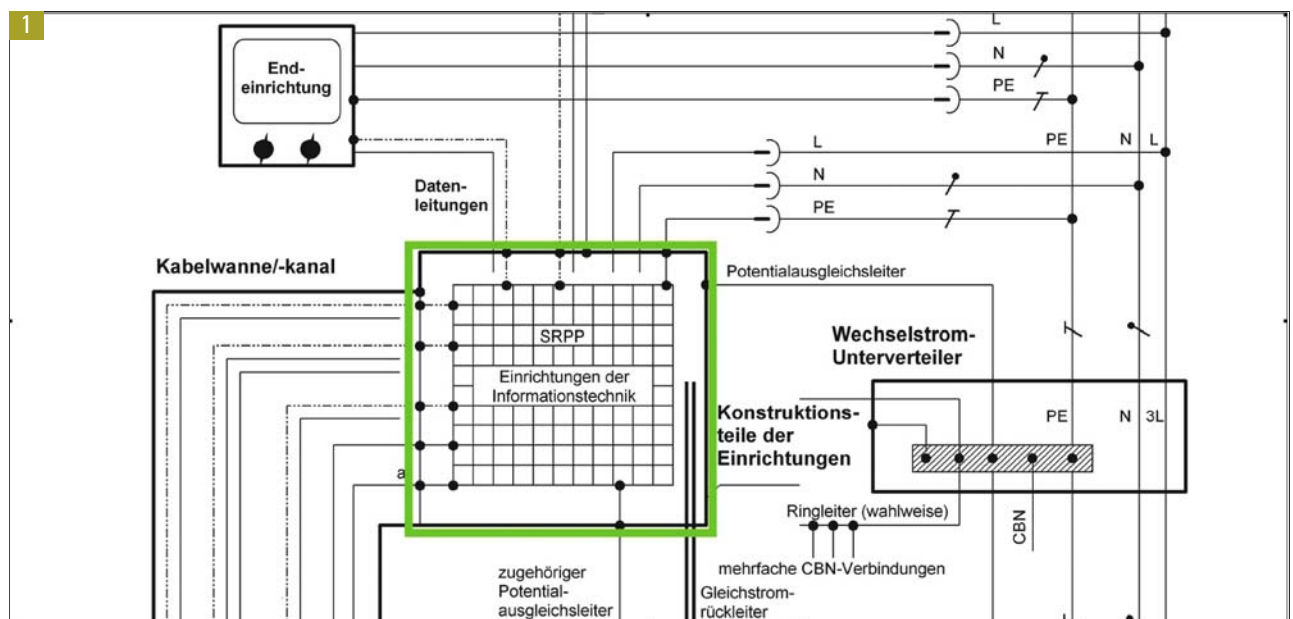 1
End-
einrichtung
L
N
PE
PE N L
L
N
PE
Daten-
leitungen
Kabelwanne/-kanal
Potentialausgleichsleiter
SRPP
Einrichtungen der
Informationstechnik
Wechselstrom-
Unterverteiler
PE N 3L
Konstruktions-
teile der
Einrichtungen
a
Ringleiter (wahlweise)
CBN
mehrfache CBN-Verbindungen
zugehöriger
Potential-
ausgleichsleiter
Gleichstrom-
rückleiter